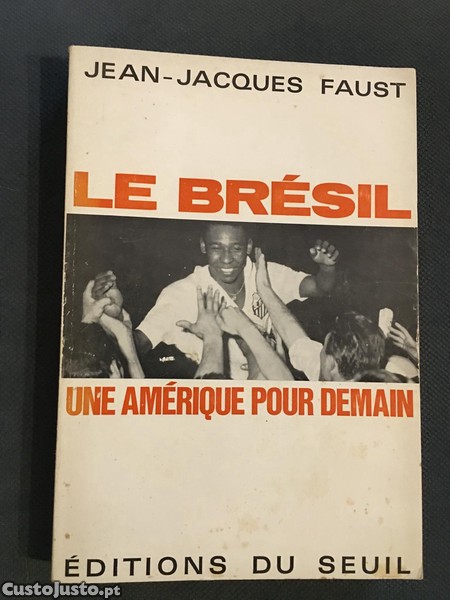 JEAN-JACQUES FAUST
LE BRÉSIL
UNE AMÉRIQUE POUR DEMAIN
ÉDITIONS DU SEUIL
CustoJusto.pt